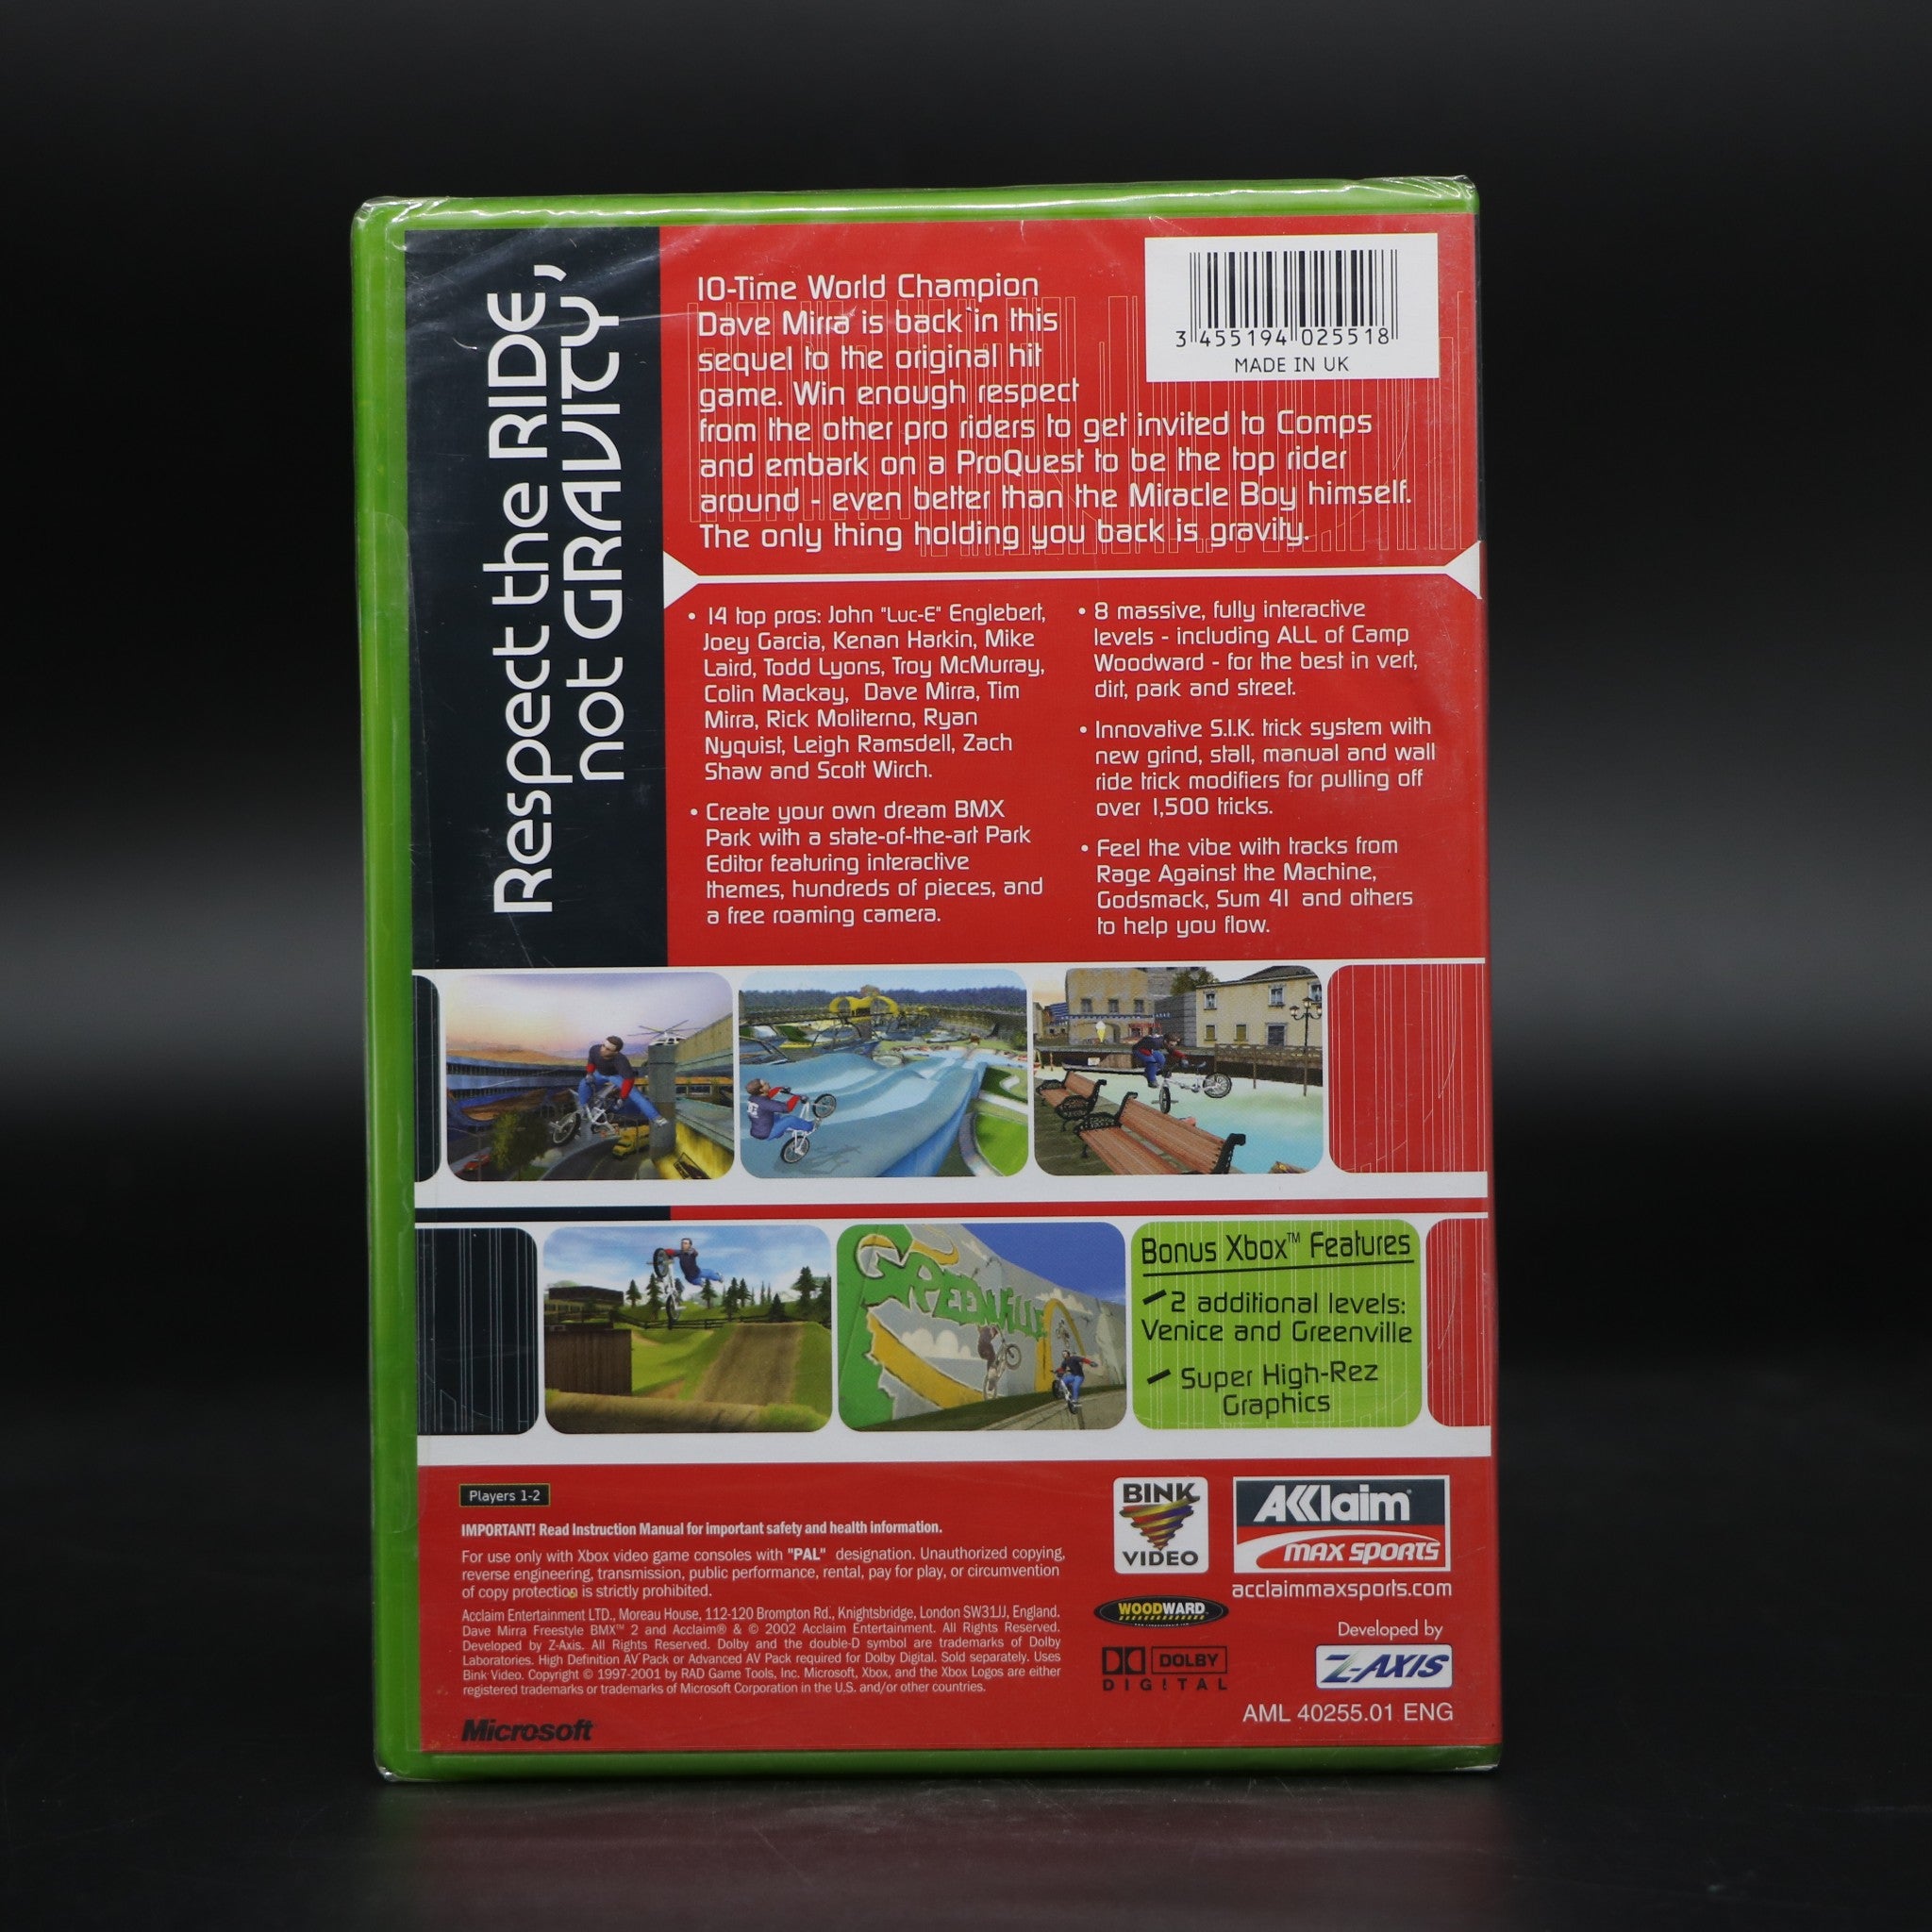 Respect the RIDE,
not GRAVITY
10-Time World Champion
Dave Mirra is back in this
sequel to the original hit
game. Win enough respect
from the other pro riders to get invited to Comps
and embark on a ProQuest to be the top rider
around - even better than the Miracle Boy himself.
The only thing holding you back is gravity.
3 455194 025518
MADE IN UK
• 14 top pros: John "Luc-E" Englebert,
Joey Garcia, Kenan Harkin, Mike
Laird, Todd Lyons, Troy McMurray,
Colin Mackay, Dave Mirra, Tim
Mirra, Rick Moliterno, Ryan
Nyquist, Leigh Ramsdell, Zach
Shaw and Scott Wirch.
• Create your own dream BMX
Park with a state-of-the-art Park
Editor featuring interactive
themes, hundreds of pieces, and
a free roaming camera.
• 8 massive, fully interactive
levels - including ALL of Camp
Woodward - for the best in vert,
dirt, park and street.
• Innovative S.I.K. trick system with
new grind, stall, manual and wall
ride trick modifiers for pulling off
over 1,500 tricks.
• Feel the vibe with tracks from
Rage Against the Machine,
Godsmack, Sum 41 and others
to help you flow.
GREENVILLE
Bonus Xbox™ Features
2 additional levels:
Venice and Greenville
Super High-Rez
Graphics
Players 1-2
IMPORTANT! Read Instruction Manual for important safety and health information.
For use only with Xbox video game consoles with "PAL" designation. Unauthorized copying,
reverse engineering, transmission, public performance, rental, pay for play, or circumvention
of copy protection is strictly prohibited.
Acclaim Entertainment LTD., Moreau House, 112-120 Brompton Rd., Knightsbridge, London SW31JJ, England.
Dave Mirra Freestyle BMX™ 2 and Acclaim® & © 2002 Acclaim Entertainment. All Rights Reserved.
Developed by Z-Axis. All Rights Reserved. Dolby and the double-D symbol are trademarks of Dolby
Laboratories. High Definition AV Pack or Advanced AV Pack required for Dolby Digital. Sold separately. Uses
Bink Video. Copyright © 1997-2001 by RAD Game Tools, Inc. Microsoft, Xbox, and the Xbox Logos are either
registered trademarks or trademarks of Microsoft Corporation in the U.S. and/or other countries.
Microsoft
BINK
VIDEO
AKKlaim
MAX SPORTS
acclaimmaxsports.com
WOODWARD
DOLBY
DIGITAL
Developed by
Z-AXIS
AML 40255.01 ENG